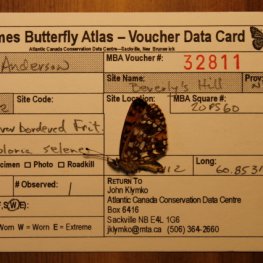 mes Butterfly Atlas – Voucher Data Card
Atlantic Canada Conservation Data Centre–Sackville, New Brunswick
Anderson
MBA Voucher #: 32811
Site Name:
Beverly's Hill
Site Code:
Site Location:
MBA Square #:
20PS60
ver Bordered Frit.
selene
cimen □ Photo □ Roadkill
Long:
60.8531
# Observed: 1
RETURN TO
John Klymko
Atlantic Canada Conservation Data Centre
Box 6416
Sackville NB E4L 1G6
jklymko@mta.ca (506) 364-2660
Worn W = Worn E = Extreme